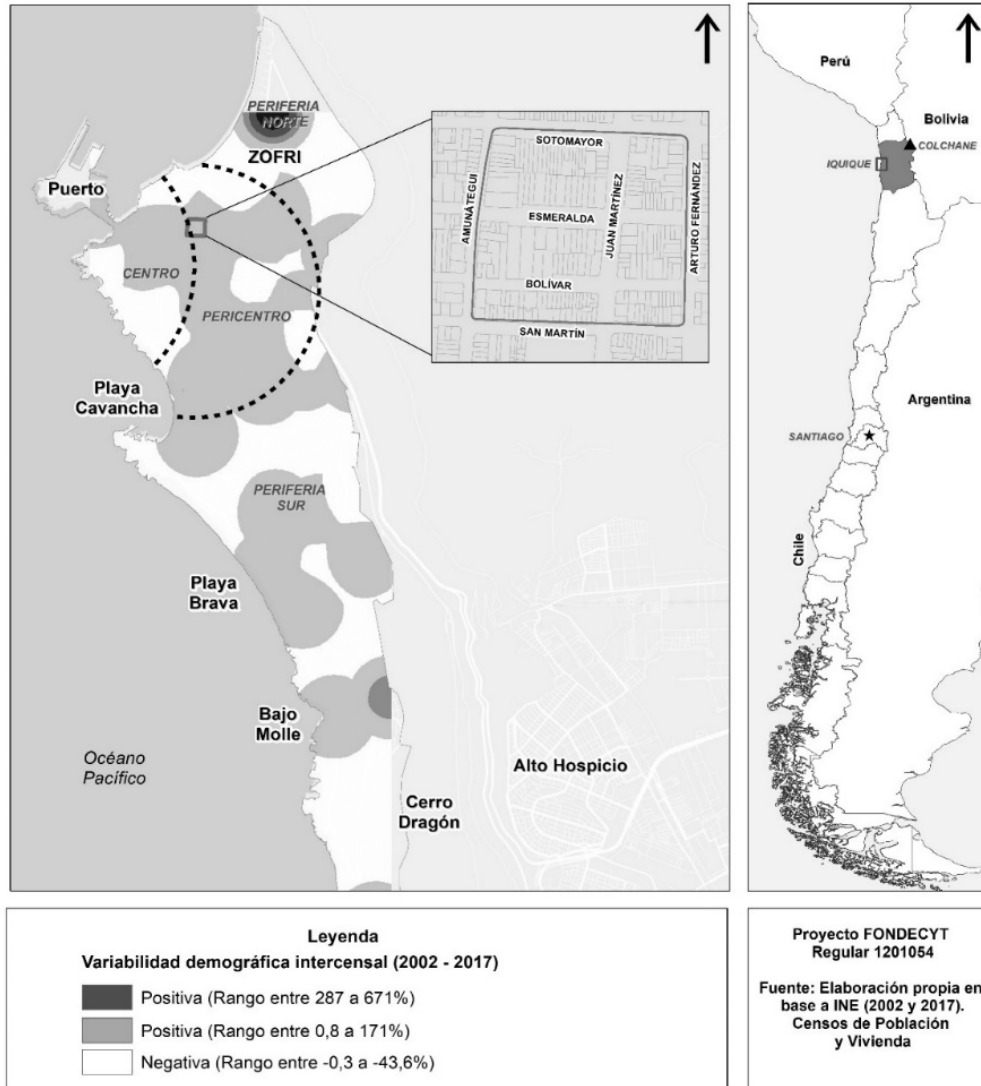 PERIFERIA
NORTE
ZOFRI
Puerto
CENTRO
PERICENTRO
Playa
Cavancha
PERIFERIA
SUR
Playa
Brava
Bajo
Molle
Océano
Pacífico
Cerro
Dragón
Alto Hospicio
SOTOMAYOR
AMUNÁTEGUI
ESMERALDA
JUAN MARTÍNEZ
ARTURO FERNÁNDEZ
BOLÍVAR
SAN MARTÍN
Perú
Bolivia
COLCHANE
IQUIQUE
Argentina
SANTIAGO
Chile
Leyenda
Variabilidad demográfica intercensal (2002 - 2017)
Positiva (Rango entre 287 a 671%)
Positiva (Rango entre 0,8 a 171%)
Negativa (Rango entre -0,3 a -43,6%)
Proyecto FONDECYT
Regular 1201054
Fuente: Elaboración propia en
base a INE (2002 y 2017).
Censos de Población
y Vivienda